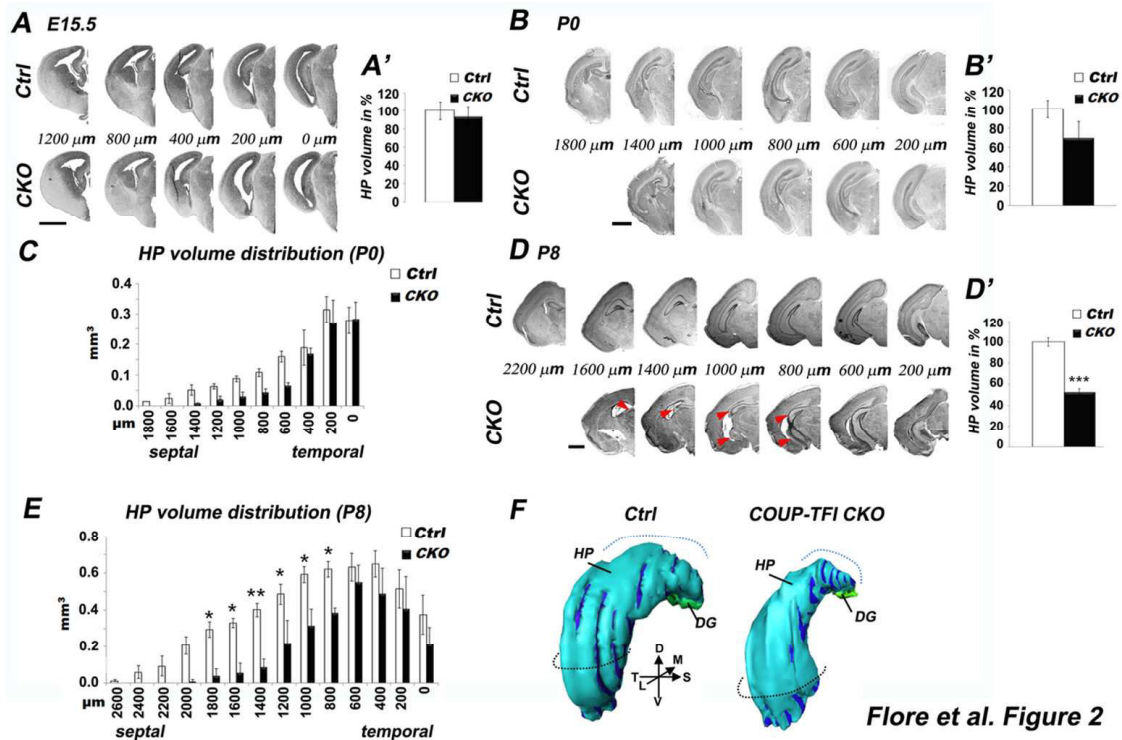 A E15.5
Ctrl
1200 µm 800 µm 400 µm 200 µm 0 µm
CKO
A'
Ctrl
CKO
HP volume in %
120
100
80
60
40
20
0
B P0
Ctrl
1800 µm 1400 µm 1000 µm 800 µm 600 µm 200 µm
CKO
B'
Ctrl
CKO
HP volume in %
120
100
80
60
40
20
0
C HP volume distribution (P0)
Ctrl
CKO
mm³
0.4
0.3
0.2
0.1
0.0
µm
1800 1600 1400 1200 1000 800 600 400 200 0
septal temporal
D P8
Ctrl
2200 µm 1600 µm 1400 µm 1000 µm 800 µm 600 µm 200 µm
CKO
D'
Ctrl
CKO
HP volume in %
120
100
80
60
40
20
0
***
E HP volume distribution (P8)
Ctrl
CKO
mm³
0.8
0.6
0.4
0.2
0.0
* * ** * * *
µm
2600 2400 2200 2000 1800 1600 1400 1200 1000 800 600 400 200 0
septal temporal
F Ctrl COUP-TFI CKO
HP
DG
D
M
T S
L
V
HP
DG
Flore et al. Figure 2